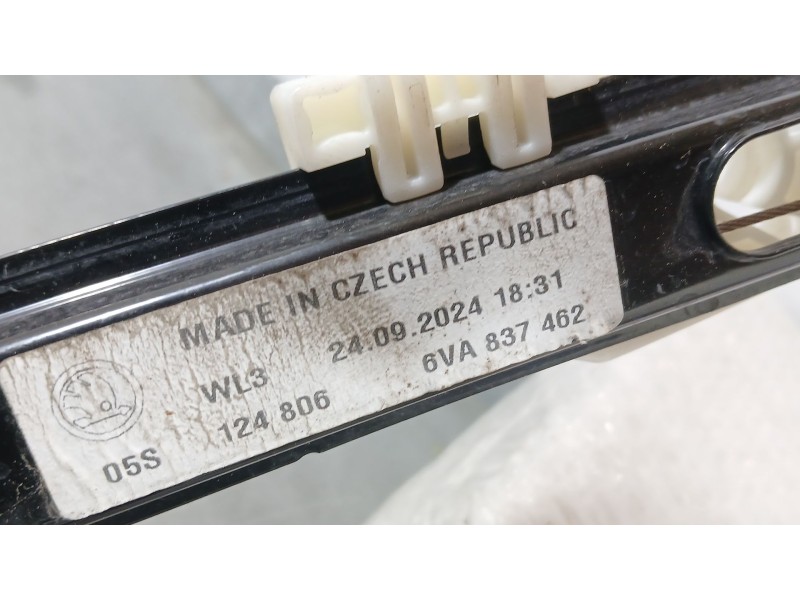 MADE IN CZECH REPUBLIC
WL3 24.09.2024 18:31
124 806 6VA 837 462
05S